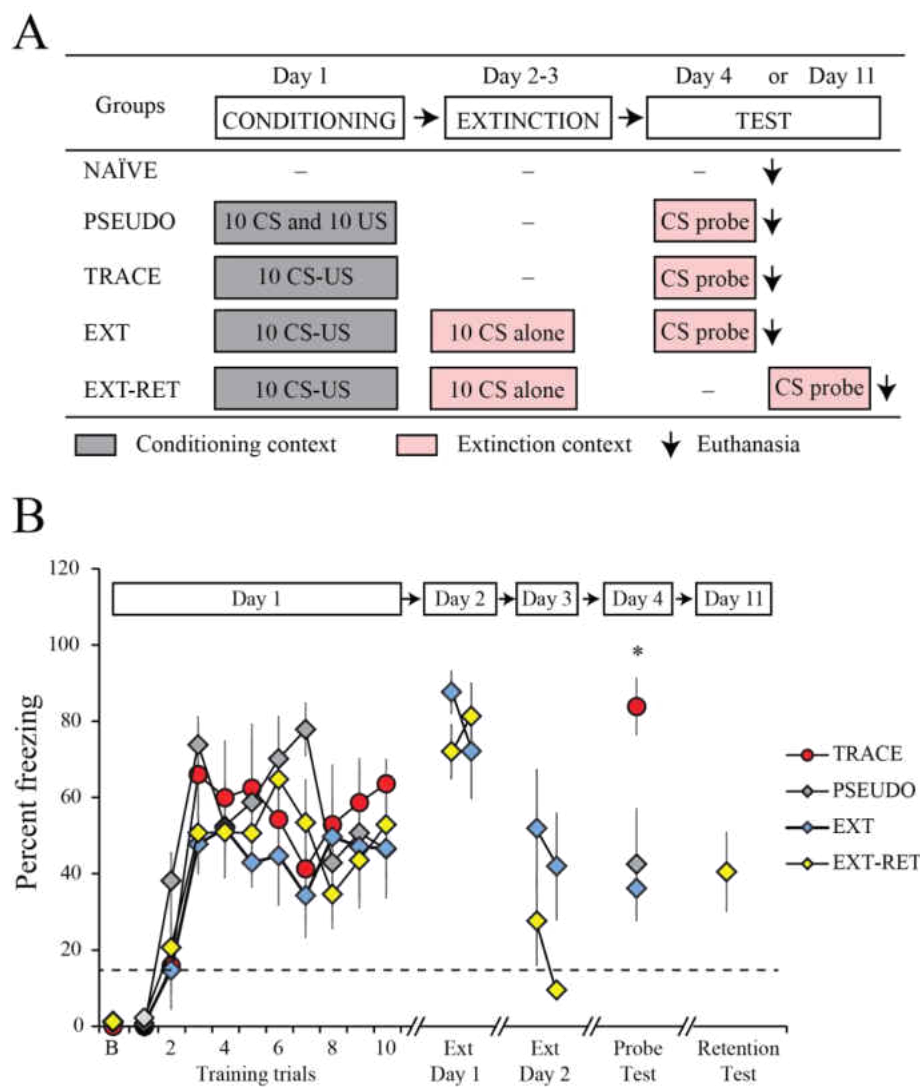 A
Day 1 Day 2-3 Day 4 or Day 11
Groups
CONDITIONING EXTINCTION TEST
NAÏVE – – –
PSEUDO 10 CS and 10 US – CS probe
TRACE 10 CS-US – CS probe
EXT 10 CS-US 10 CS alone CS probe
EXT-RET 10 CS-US 10 CS alone – CS probe
Conditioning context Extinction context Euthanasia
B
120
Day 1 Day 2 Day 3 Day 4 Day 11
100
*
80
60
40
20
0
Percent freezing
TRACE
PSEUDO
EXT
EXT-RET
B 2 4 6 8 10 Ext Ext Probe Retention
Training trials Day 1 Day 2 Test Test